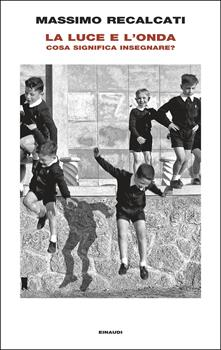 MASSIMO RECALCATI
LA LUCE E L'ONDA
COSA SIGNIFICA INSEGNARE?
EINAUDI